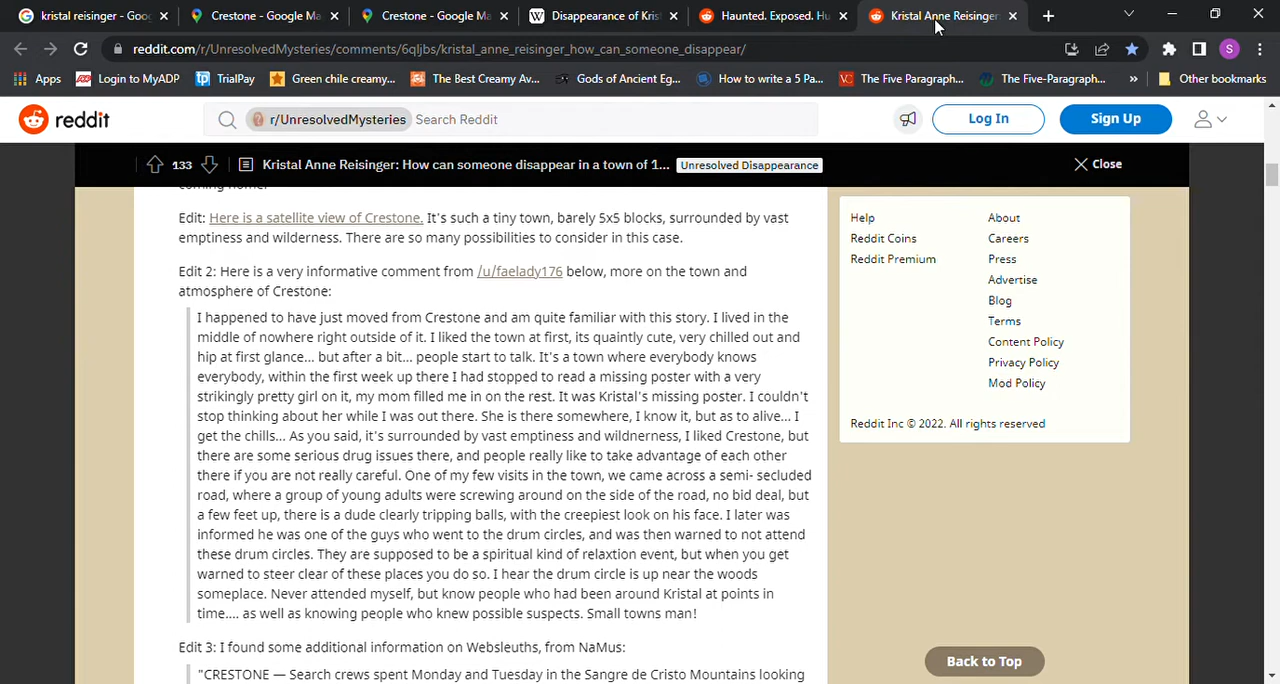 kristal reisinger - Goog
Crestone - Google Ma
Crestone - Google Ma
Disappearance of Kris
Haunted. Exposed. Hu
Kristal Anne Reisinger
reddit.com/r/UnresolvedMysteries/comments/6qljbs/kristal_anne_reisinger_how_can_someone_disappear/
S
Apps
Login to MyADP
TrialPay
Green chile creamy...
The Best Creamy Av...
Gods of Ancient Eg...
How to write a 5 Pa...
The Five Paragraph...
The Five-Paragraph...
Other bookmarks
reddit
r/UnresolvedMysteries
Search Reddit
Log In
Sign Up
133
Kristal Anne Reisinger: How can someone disappear in a town of 1...
Unresolved Disappearance
Close
coming home.
Edit: Here is a satellite view of Crestone. It's such a tiny town, barely 5x5 blocks, surrounded by vast
emptiness and wilderness. There are so many possibilities to consider in this case.
Edit 2: Here is a very informative comment from /u/faelady176 below, more on the town and
atmosphere of Crestone:
I happened to have just moved from Crestone and am quite familiar with this story. I lived in the
middle of nowhere right outside of it. I liked the town at first, its quaintly cute, very chilled out and
hip at first glance... but after a bit... people start to talk. It's a town where everybody knows
everybody, within the first week up there I had stopped to read a missing poster with a very
strikingly pretty girl on it, my mom filled me in on the rest. It was Kristal's missing poster. I couldn't
stop thinking about her while I was out there. She is there somewhere, I know it, but as to alive... I
get the chills... As you said, it's surrounded by vast emptiness and wildnerness, I liked Crestone, but
there are some serious drug issues there, and people really like to take advantage of each other
there if you are not really careful. One of my few visits in the town, we came across a semi- secluded
road, where a group of young adults were screwing around on the side of the road, no bid deal, but
a few feet up, there is a dude clearly tripping balls, with the creepiest look on his face. I later was
informed he was one of the guys who went to the drum circles, and was then warned to not attend
these drum circles. They are supposed to be a spiritual kind of relaxtion event, but when you get
warned to steer clear of these places you do so. I hear the drum circle is up near the woods
someplace. Never attended myself, but know people who had been around Kristal at points in
time.... as well as knowing people who knew possible suspects. Small towns man!
Edit 3: I found some additional information on Websleuths, from NaMus:
"CRESTONE — Search crews spent Monday and Tuesday in the Sangre de Cristo Mountains looking
Help
Reddit Coins
Reddit Premium
About
Careers
Press
Advertise
Blog
Terms
Content Policy
Privacy Policy
Mod Policy
Reddit Inc © 2022. All rights reserved
Back to Top